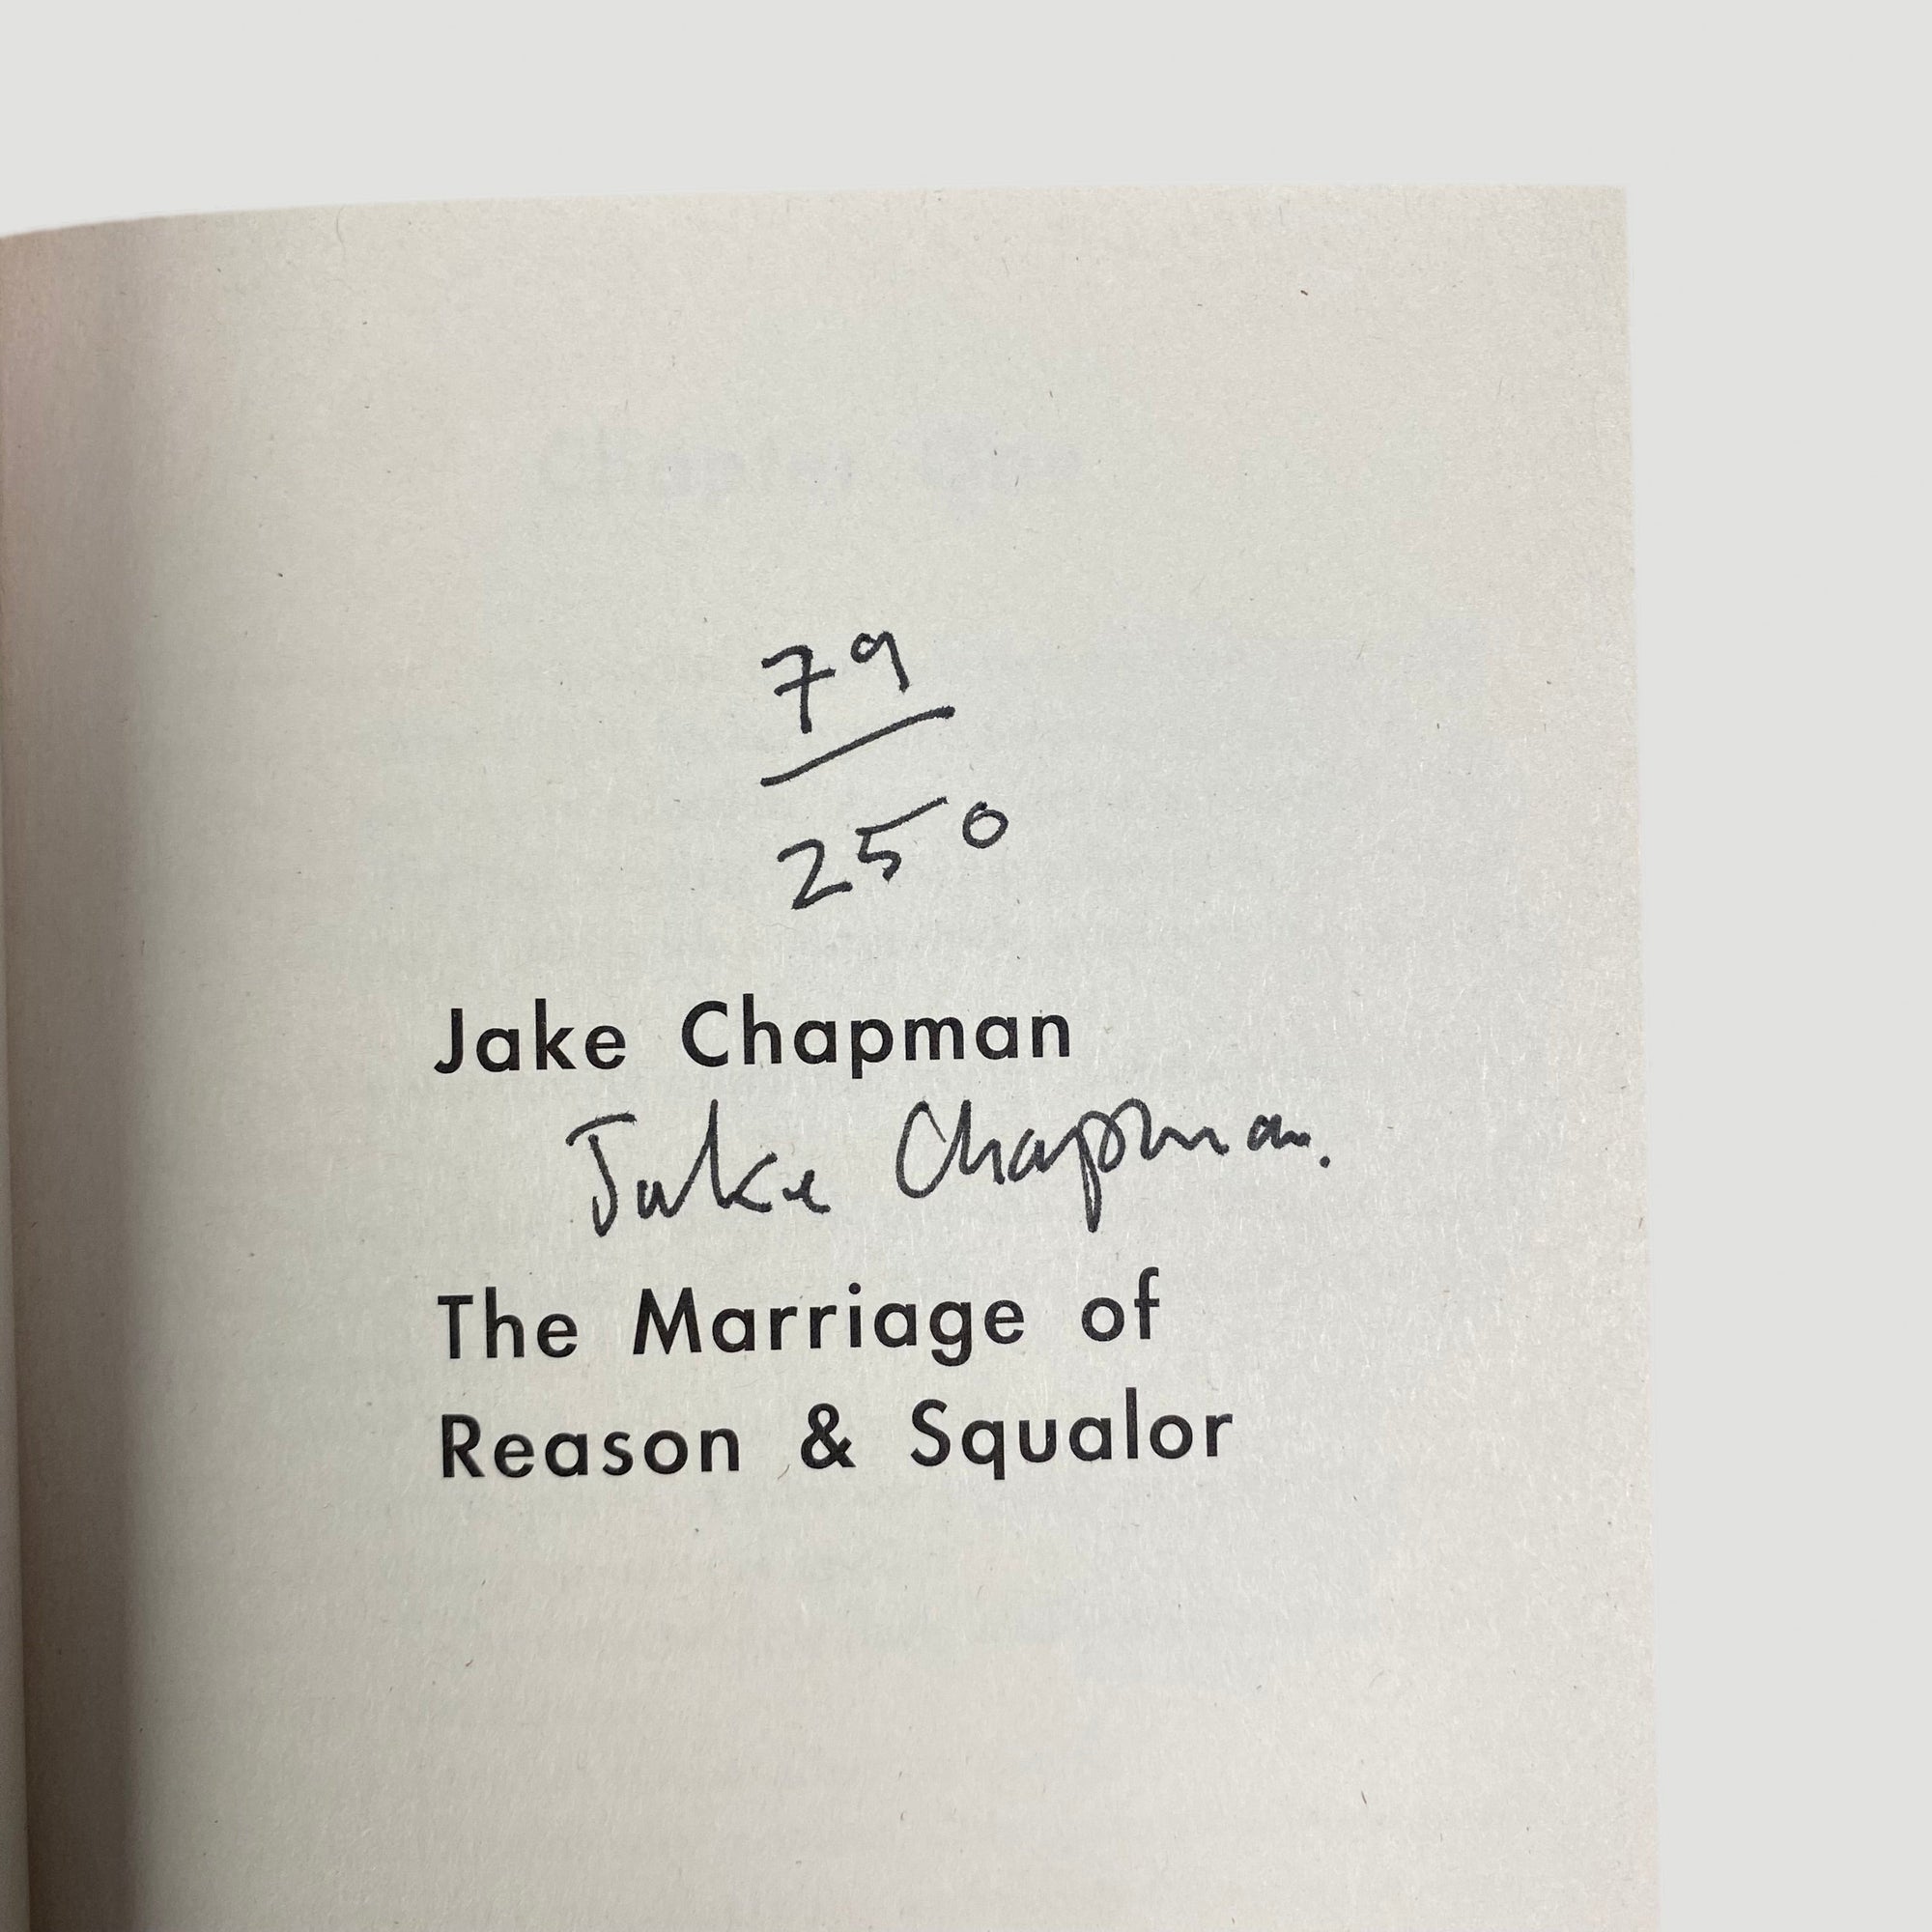 79
250
Jake Chapman
Jake Chapman.
The Marriage of
Reason & Squalor